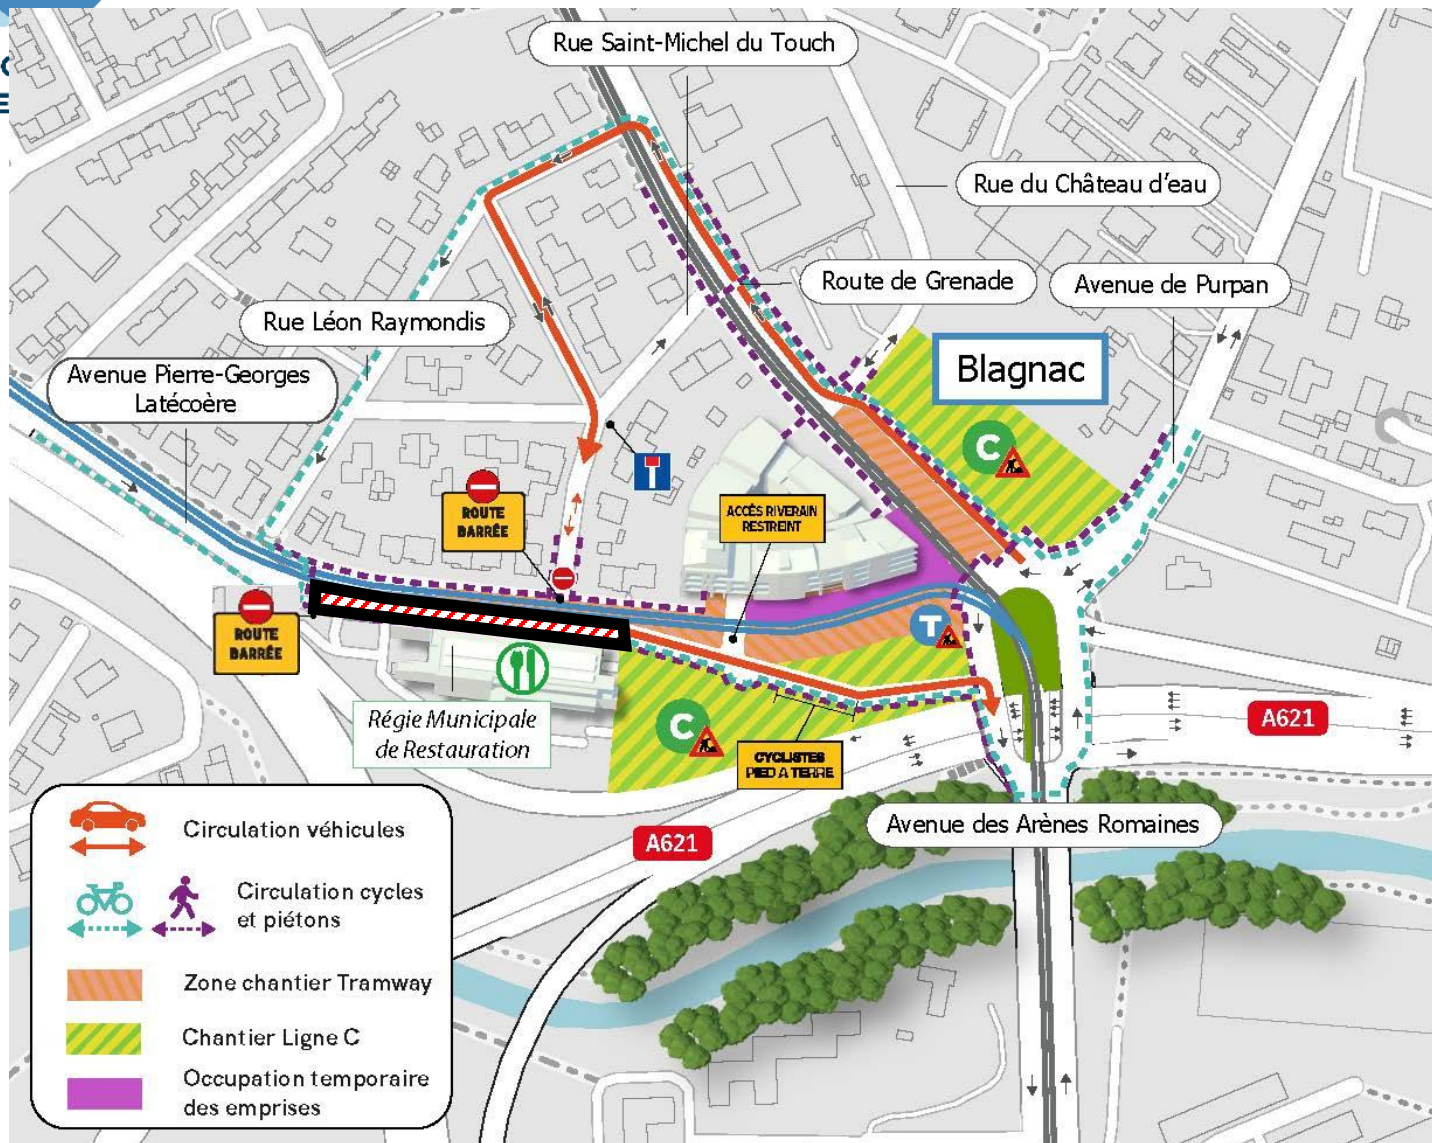 Rue Saint-Michel du Touch
Rue du Château d'eau
Route de Grenade
Avenue de Purpan
Rue Léon Raymondis
Blagnac
Avenue Pierre-Georges
Latécoère
C
ROUTE
BARRÉE
ACCÈS RIVERAIN
RESTREINT
ROUTE
BARRÉE
T
Régie Municipale
de Restauration
C
CYCLISTES
PIED A TERRE
A621
A621
Avenue des Arènes Romaines
Circulation véhicules
Circulation cycles
et piétons
Zone chantier Tramway
Chantier Ligne C
Occupation temporaire
des emprises